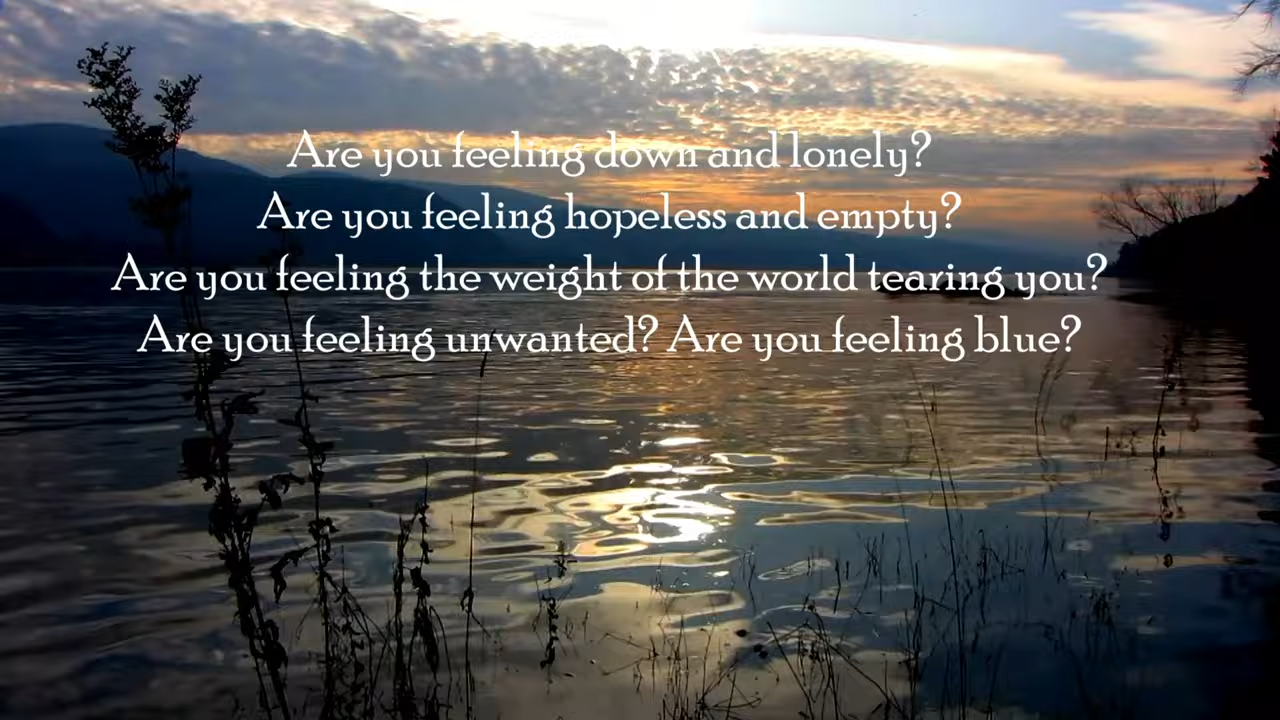 Are you feeling down and lonely?
Are you feeling hopeless and empty?
Are you feeling the weight of the world tearing you?
Are you feeling unwanted? Are you feeling blue?